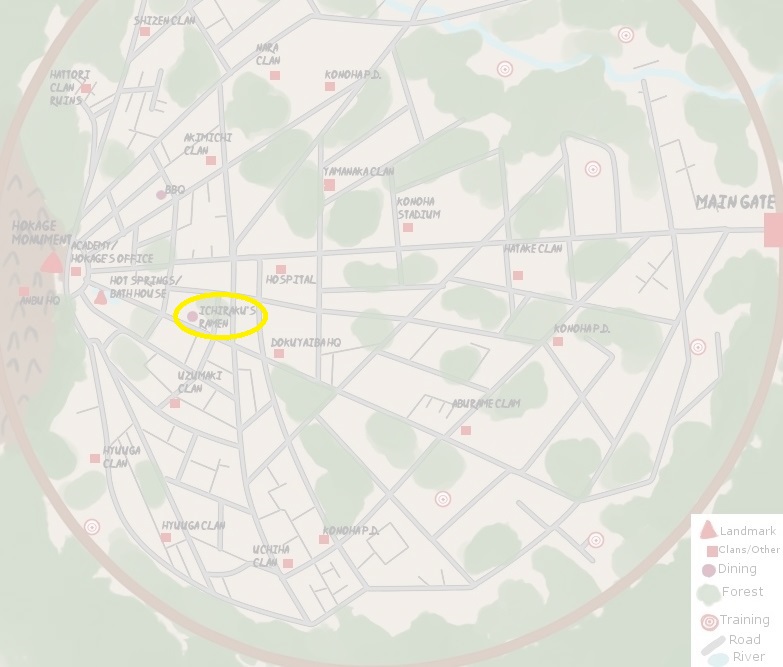 SHIZEN CLAN
NARA
CLAN
HATTORI
CLAN
RUINS
KONOHA P.D.
AKIMICHI
CLAN
YAMANAKA CLAN
BBQ
KONOHA
STADIUM
MAIN GATE
HOKAGE
MONUMENT
ACADEMY/
HOKAGE'S OFFICE
HATAKE CLAN
HOT SPRINGS/
BATH HOUSE
HOSPITAL
ANBU HQ
ICHIRAKU'S
RAMEN
KONOHA P.D.
DOKUYAIBA HQ
UZUMAKI
CLAN
ABURAME CLAM
HYUUGA
CLAN
HYUUGA CLAN
KONOHA P.D.
UCHIHA
CLAN
Landmark
Clans/Other
Dining
Forest
Training
Road
River